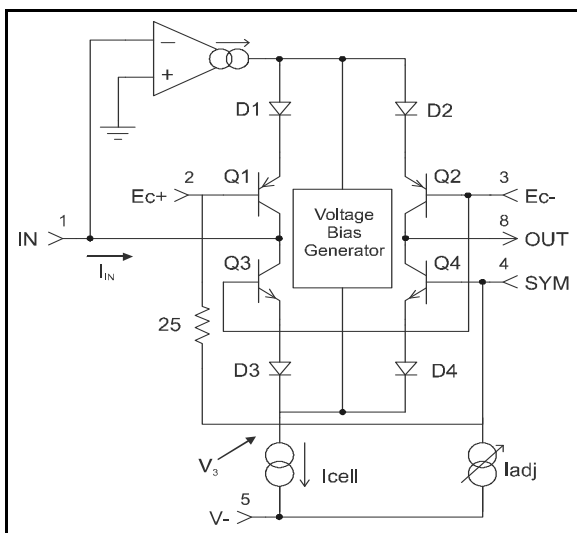 −
+
D1
D2
2
Q1
Q2
3
Ec+
Ec-
1
Voltage
Bias
Generator
8
IN
OUT
IIN
Q3
Q4
4
SYM
25
D3
D4
V3
Icell
Iadj
5
V-